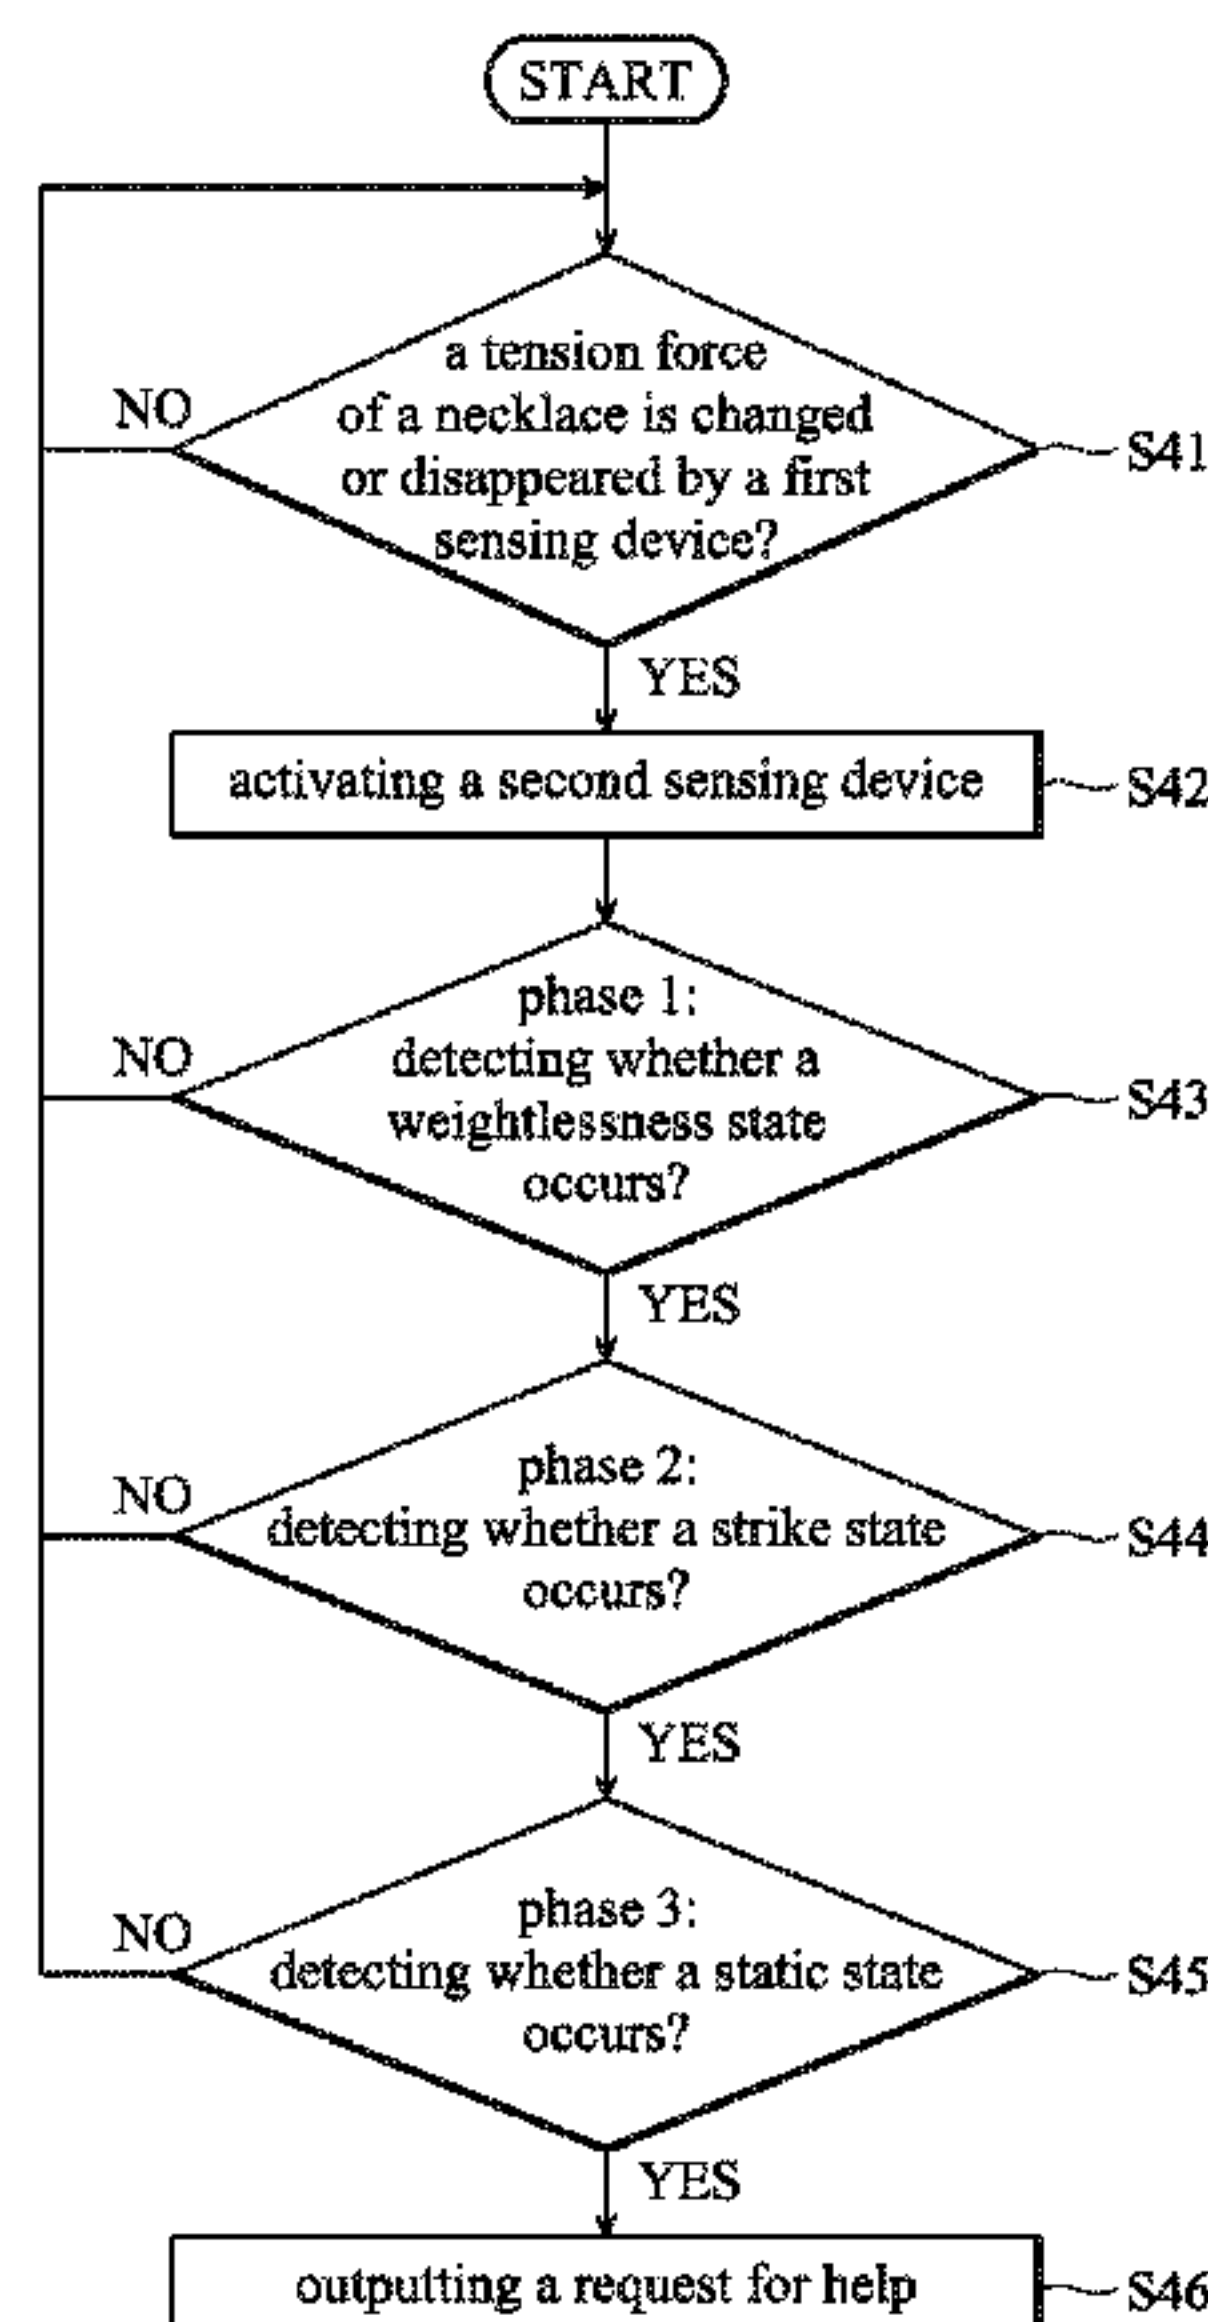 START
a tension force
of a necklace is changed
or disappeared by a first
sensing device?
NO
S41
YES
activating a second sensing device
S42
phase 1:
detecting whether a
weightlessness state
occurs?
NO
S43
YES
phase 2:
detecting whether a strike state
occurs?
NO
S44
YES
phase 3:
detecting whether a static state
occurs?
NO
S45
YES
outputting a request for help
S46